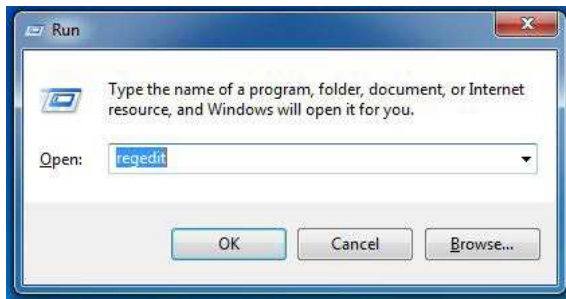 Run
Type the name of a program, folder, document, or Internet
resource, and Windows will open it for you.
Open: regedit
OK Cancel Browse...